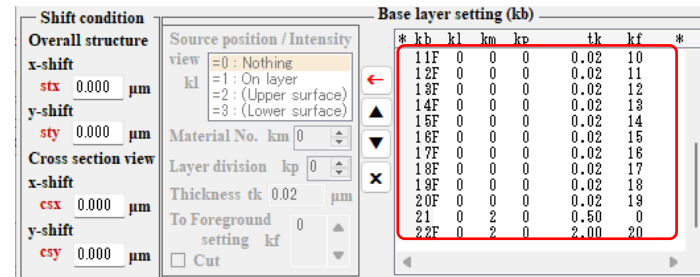 Shift condition
Overall structure
x-shift
stx 0.000 μm
y-shift
sty 0.000 μm
Cross section view
x-shift
csx 0.000 μm
y-shift
csy 0.000 μm
Source position / Intensity
view
kl
=0 : Nothing
=1 : On layer
=2 : (Upper surface)
=3 : (Lower surface)
Material No. km 0
Layer division kp 0
Thickness tk 0.02 μm
To Foreground
setting kf 0
Cut
Base layer setting (kb)
* kb kl km kp tk kf *
11F 0 0 0 0.02 10
12F 0 0 0 0.02 11
13F 0 0 0 0.02 12
14F 0 0 0 0.02 13
15F 0 0 0 0.02 14
16F 0 0 0 0.02 15
17F 0 0 0 0.02 16
18F 0 0 0 0.02 17
19F 0 0 0 0.02 18
20F 0 0 0 0.02 19
21 0 2 0 0.50 0
22F 0 2 0 2.00 20